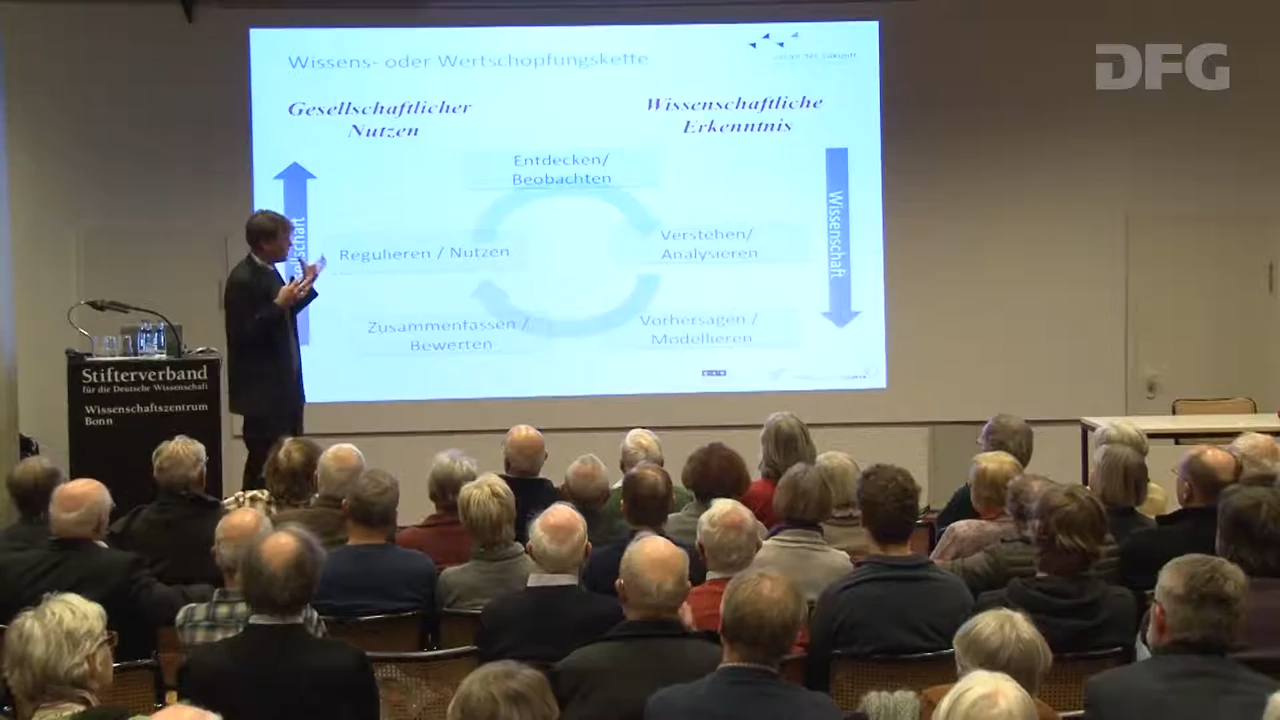 Wissens- oder Wertschöpfungskette
DFG
Gesellschaftlicher
Nutzen
Wissenschaftliche
Erkenntnis
Entdecken/
Beobachten
Wissenschaft
Regulieren / Nutzen
Verstehen/
Analysieren
Zusammenfassen /
Bewerten
Vorhersagen /
Modellieren
Stifterverband
für die Deutsche Wissenschaft
Wissenschaftszentrum
Bonn